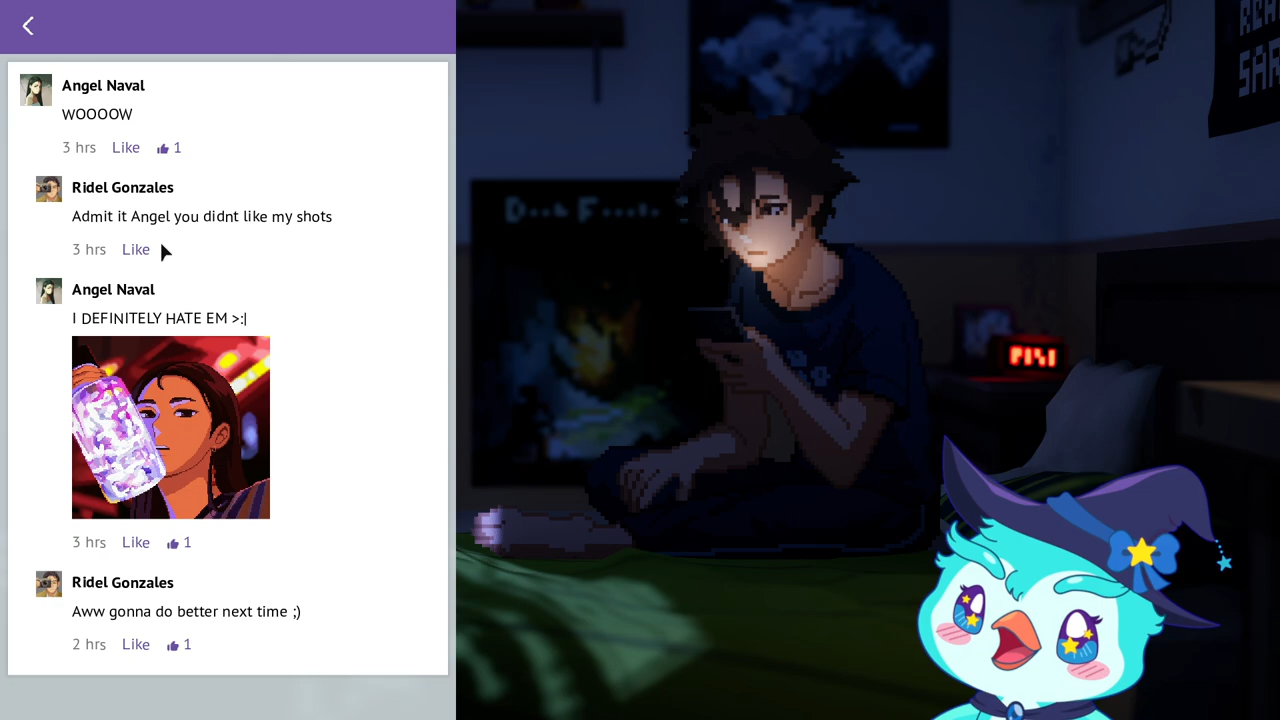 Angel Naval
WOOOOW
3 hrs Like 1
Ridel Gonzales
Admit it Angel you didnt like my shots
3 hrs Like
Angel Naval
I DEFINITELY HATE EM >:|
3 hrs Like 1
Ridel Gonzales
Aww gonna do better next time ;)
2 hrs Like 1